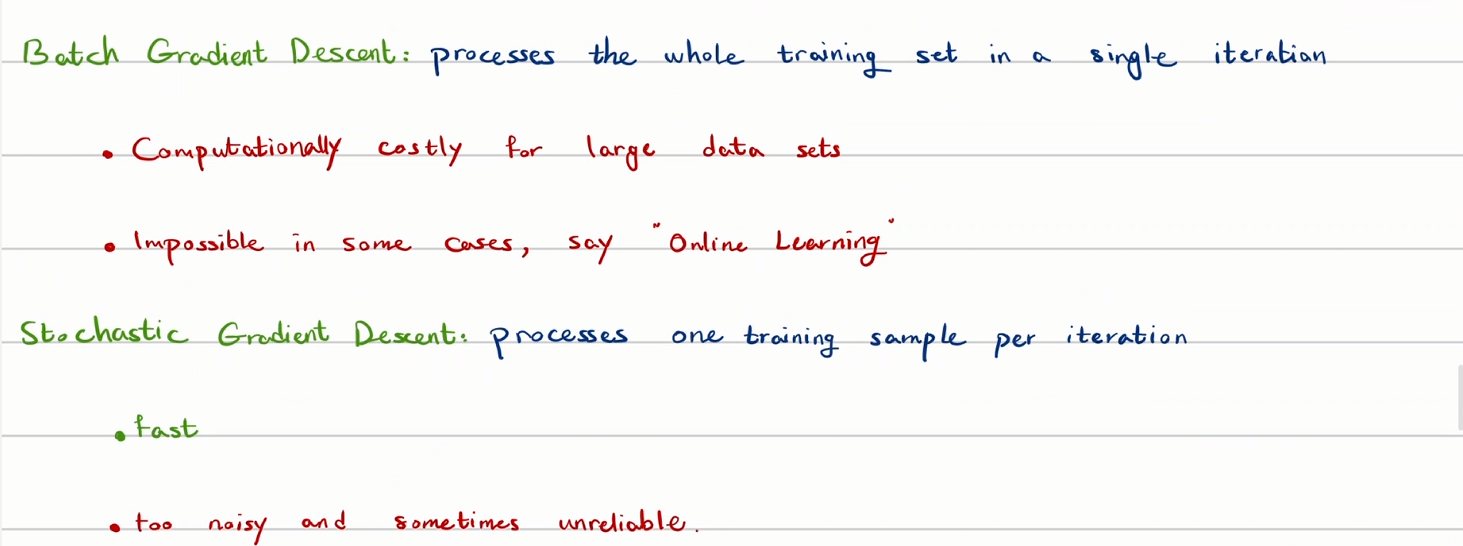 Batch Gradient Descent: processes the whole training set in a single iteration
• Computationally costly for large data sets
• Impossible in some cases, say "Online Learning"
Stochastic Gradient Descent: processes one training sample per iteration
• fast
• too noisy and sometimes unreliable.